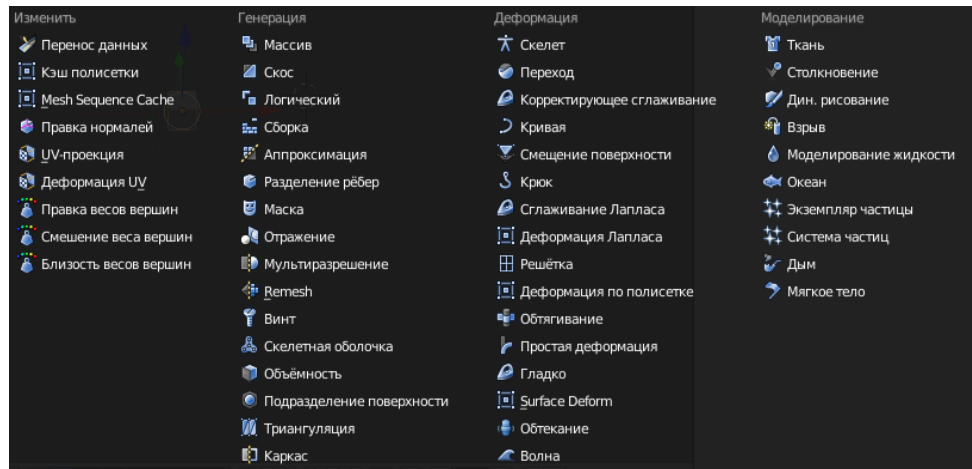 Изменить
Перенос данных
Кэш полисетки
Mesh Sequence Cache
Правка нормалей
UV-проекция
Деформация UV
Правка весов вершин
Смешение веса вершин
Близость весов вершин
Генерация
Массив
Скос
Логический
Сборка
Аппроксимация
Разделение рёбер
Маска
Отражение
Мультиразрешение
Remesh
Винт
Скелетная оболочка
Объёмность
Подразделение поверхности
Триангуляция
Каркас
Деформация
Скелет
Переход
Корректирующее сглаживание
Кривая
Смещение поверхности
Крюк
Сглаживание Лапласа
Деформация Лапласа
Решётка
Деформация по полисетке
Обтягивание
Простая деформация
Гладко
Surface Deform
Обтекание
Волна
Моделирование
Ткань
Столкновение
Дин. рисование
Взрыв
Моделирование жидкости
Океан
Экземпляр частицы
Система частиц
Дым
Мягкое тело